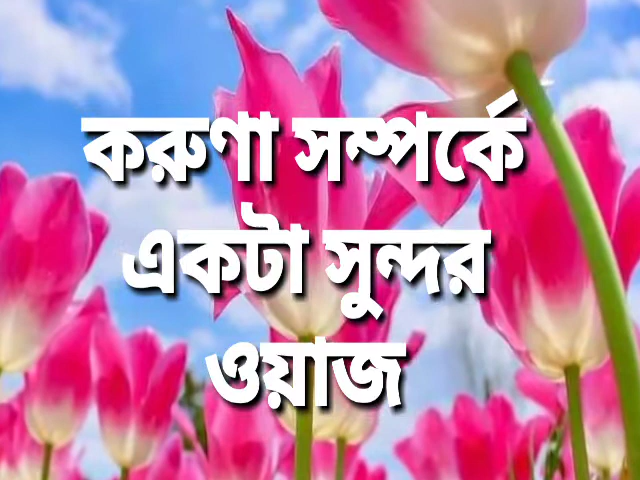 করুণা সম্পর্কে
একটা সুন্দর
ওয়াজ